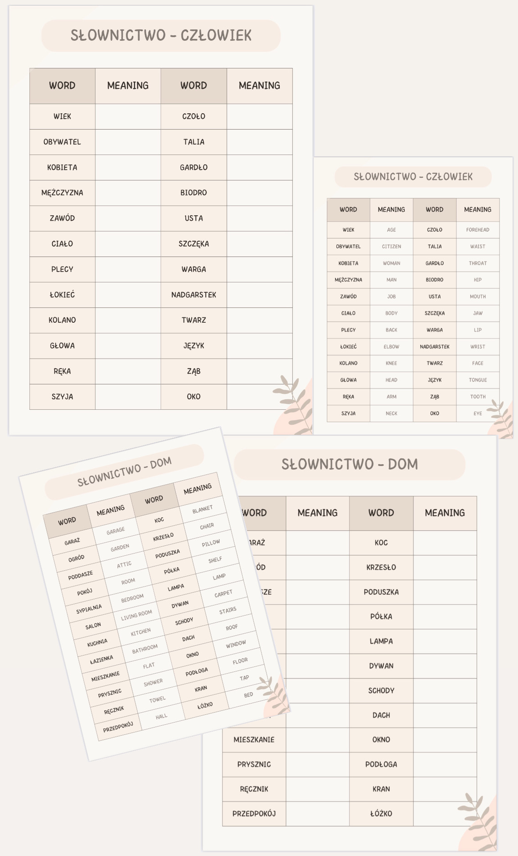 SŁOWNICTWO – CZŁOWIEK
WORD MEANING WORD MEANING
WIEK CZOŁO
OBYWATEL TALIA
KOBIETA GARDŁO
MĘŻCZYZNA BIODRO
ZAWÓD USTA
CIAŁO SZCZĘKA
PLECY WARGA
ŁOKIEĆ NADGARSTEK
KOLANO TWARZ
GŁOWA JĘZYK
RĘKA ZĄB
SZYJA OKO
SŁOWNICTWO – CZŁOWIEK
WORD MEANING WORD MEANING
WIEK AGE CZOŁO FOREHEAD
OBYWATEL CITIZEN TALIA WAIST
KOBIETA WOMAN GARDŁO THROAT
MĘŻCZYZNA MAN BIODRO HIP
ZAWÓD JOB USTA MOUTH
CIAŁO BODY SZCZĘKA JAW
PLECY BACK WARGA LIP
ŁOKIEĆ ELBOW NADGARSTEK WRIST
KOLANO KNEE TWARZ FACE
GŁOWA HEAD JĘZYK TONGUE
RĘKA ARM ZĄB TOOTH
SZYJA NECK OKO EYE
SŁOWNICTWO – DOM
WORD MEANING WORD MEANING
GARAŻ GARAGE KOC BLANKET
OGRÓD GARDEN KRZESŁO CHAIR
PODDASZE ATTIC PODUSZKA PILLOW
POKÓJ ROOM PÓŁKA SHELF
SYPIALNIA BEDROOM LAMPA LAMP
SALON LIVING ROOM DYWAN CARPET
KUCHNIA KITCHEN SCHODY STAIRS
ŁAZIENKA BATHROOM DACH ROOF
MIESZKANIE FLAT OKNO WINDOW
PRYSZNIC SHOWER PODŁOGA FLOOR
RĘCZNIK TOWEL KRAN TAP
PRZEDPOKÓJ HALL ŁÓŻKO BED
SŁOWNICTWO – DOM
WORD MEANING WORD MEANING
RAŻ KOC
ÓD KRZESŁO
SZE PODUSZKA
PÓŁKA
LAMPA
DYWAN
SCHODY
DACH
MIESZKANIE OKNO
PRYSZNIC PODŁOGA
RĘCZNIK KRAN
PRZEDPOKÓJ ŁÓŻKO